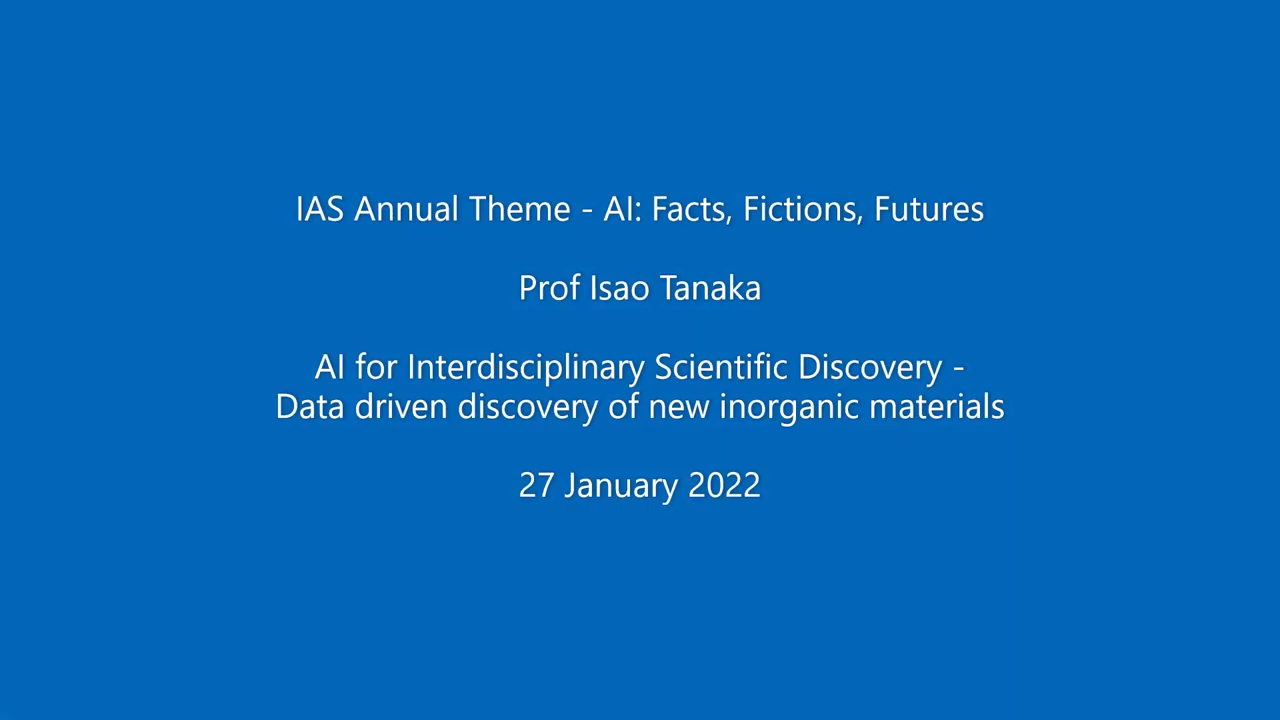 IAS Annual Theme - AI: Facts, Fictions, Futures
Prof Isao Tanaka
AI for Interdisciplinary Scientific Discovery -
Data driven discovery of new inorganic materials
27 January 2022